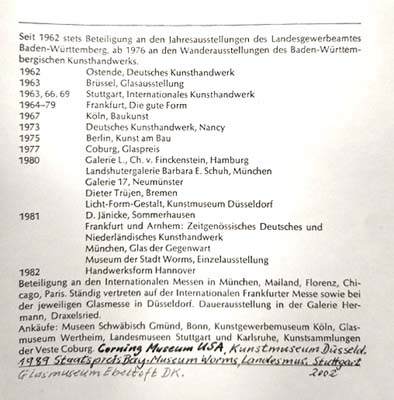 Seit 1962 stets Beteiligung an den Jahresausstellungen des Landesgewerbeamtes
Baden-Württemberg, ab 1976 an den Wanderausstellungen des Baden-Württem-
bergischen Kunsthandwerks.
1962 Ostende, Deutsches Kunsthandwerk
1963 Brüssel, Glasausstellung
1963, 66. 69 Stuttgart, Internationales Kunsthandwerk
1964–79 Frankfurt, Die gute Form
1967 Köln, Baukunst
1973 Deutsches Kunsthandwerk, Nancy
1975 Berlin, Kunst am Bau
1977 Coburg, Glaspreis
1980 Galerie L., Ch. v. Finckenstein, Hamburg
Landshutergalerie Barbara E. Schuh, München
Galerie 17, Neumünster
Dieter Trüjen, Bremen
Licht-Form-Gestalt, Kunstmuseum Düsseldorf
1981 D. Jänicke, Sommerhausen
Frankfurt und Arnhem: Zeitgenössisches Deutsches und
Niederländisches Kunsthandwerk
München, Glas der Gegenwart
Museum der Stadt Worms, Einzelausstellung
1982 Handwerksform Hannover
Beteiligung an den Internationalen Messen in München, Mailand, Florenz, Chi-
cago, Paris. Ständig vertreten auf der Internationalen Frankfurter Messe sowie bei
der jeweiligen Glasmesse in Düsseldorf. Dauerausstellung in der Galerie Her-
mann, Draxelsried.
Ankäufe: Museen Schwäbisch Gmünd, Bonn, Kunstgewerbemuseum Köln, Glas-
museum Wertheim, Landesmuseen Stuttgart und Karlsruhe, Kunstsammlungen
der Veste Coburg. Corning Museum USA, Kunstmuseum Düsseld.
1989 Staatspreis Bay. Museum Worms, Landesmus. Stuttgart
Glasmuseum Ebeltoft DK. 2002